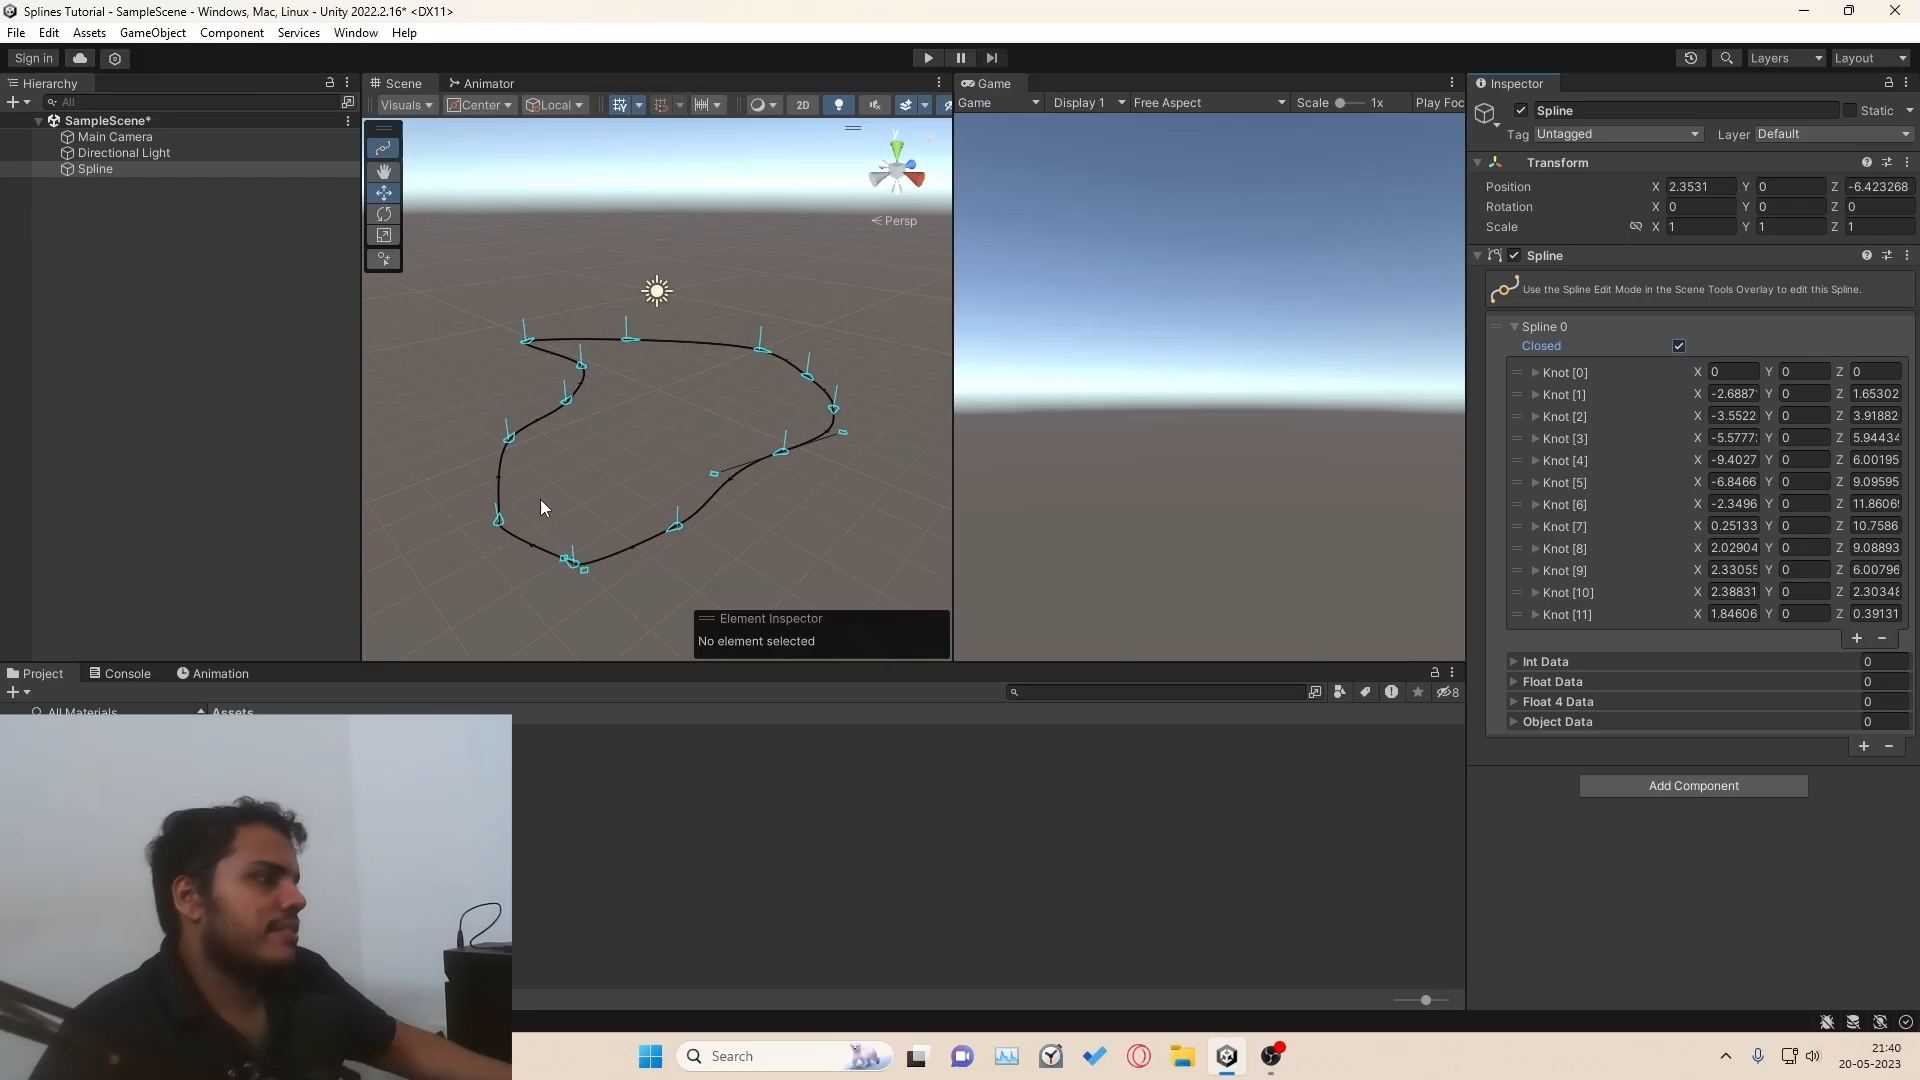 Splines Tutorial - SampleScene - Windows, Mac, Linux - Unity 2022.2.16* <DX11>
File Edit Assets GameObject Component Services Window Help
Sign in Layers Layout
Hierarchy
All
SampleScene*
Main Camera
Directional Light
Spline
Scene Animator
Visuals Center Local 2D
y
Persp
Element Inspector
No element selected
Game
Game Display 1 Free Aspect Scale 1x Play Foc
Inspector
Spline Static
Tag Untagged Layer Default
Transform
Position X 2.3531 Y 0 Z -6.423268
Rotation X 0 Y 0 Z 0
Scale X 1 Y 1 Z 1
Spline
Use the Spline Edit Mode in the Scene Tools Overlay to edit this Spline.
Spline 0
Closed
Knot [0] X 0 Y 0 Z 0
Knot [1] X -2.6887 Y 0 Z 1.65302
Knot [2] X -3.5522 Y 0 Z 3.91882
Knot [3] X -5.5777 Y 0 Z 5.94434
Knot [4] X -9.4027 Y 0 Z 6.00195
Knot [5] X -6.8466 Y 0 Z 9.09595
Knot [6] X -2.3496 Y 0 Z 11.8606
Knot [7] X 0.25133 Y 0 Z 10.7586
Knot [8] X 2.02904 Y 0 Z 9.08893
Knot [9] X 2.33055 Y 0 Z 6.00796
Knot [10] X 2.38831 Y 0 Z 2.30348
Knot [11] X 1.84606 Y 0 Z 0.39131
Int Data 0
Float Data 0
Float 4 Data 0
Object Data 0
Add Component
Project Console Animation
8
All Materials Assets
Search
21:40
20-05-2023